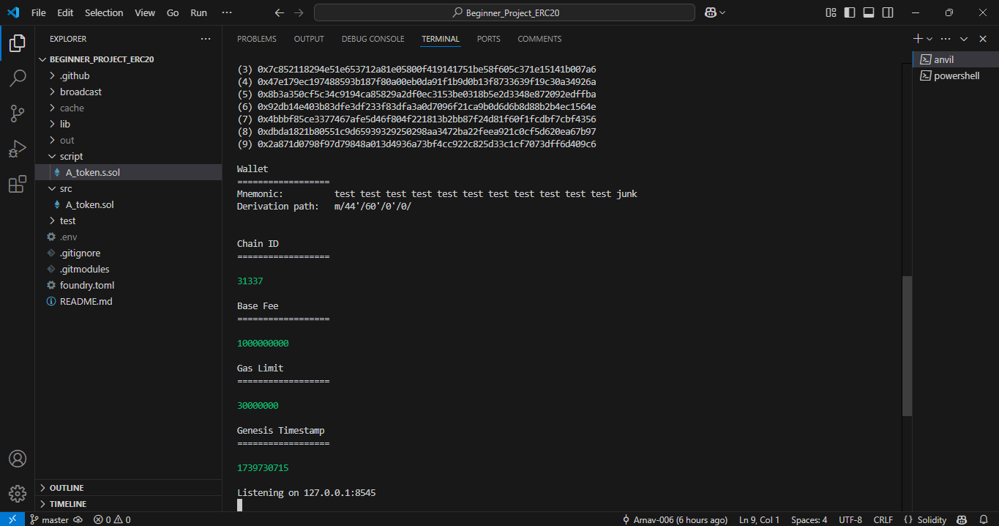 File Edit Selection View Go Run ···
Beginner_Project_ERC20
EXPLORER ···
BEGINNER_PROJECT_ERC20
.github
broadcast
cache
lib
out
script
A_token.s.sol
src
A_token.sol
test
.env
.gitignore
.gitmodules
foundry.toml
README.md
OUTLINE
TIMELINE
PROBLEMS OUTPUT DEBUG CONSOLE TERMINAL PORTS COMMENTS
(3) 0x7c852118294e51e653712a81e05800f419141751be58f605c371e15141b007a6
(4) 0x47e179ec197488593b187f80a00eb0da91f1b9d0b13f8733639f19c30a34926a
(5) 0x8b3a350cf5c34c9194ca85829a2df0ec3153be0318b5e2d3348e872092edffba
(6) 0x92db14e403b83dfe3df233f83dfa3a0d7096f21ca9b0d6d6b8d88b2b4ec1564e
(7) 0x4bbbf85ce3377467afe5d46f804f221813b2bb87f24d81f60f1fcdbf7cbf4356
(8) 0xdbda1821b80551c9d65939329250298aa3472ba22feea921c0cf5d620ea67b97
(9) 0x2a871d0798f97d79848a013d4936a73bf4cc922c825d33c1cf7073dff6d409c6
Wallet
==================
Mnemonic: test test test test test test test test test test test junk
Derivation path: m/44'/60'/0'/0/
Chain ID
==================
31337
Base Fee
==================
1000000000
Gas Limit
==================
30000000
Genesis Timestamp
==================
1739730715
Listening on 127.0.0.1:8545
anvil
powershell
master 0 0 Arnav-006 (6 hours ago) Ln 9, Col 1 Spaces: 4 UTF-8 CRLF {} Solidity